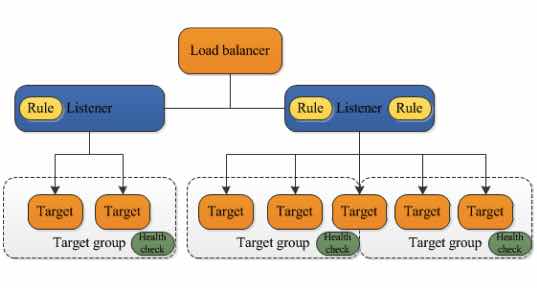 Load balancer
Rule Listener
Rule Listener Rule
Target Target Target Target Target Target Target
Target group Health check
Target group Health check
Target group Health check